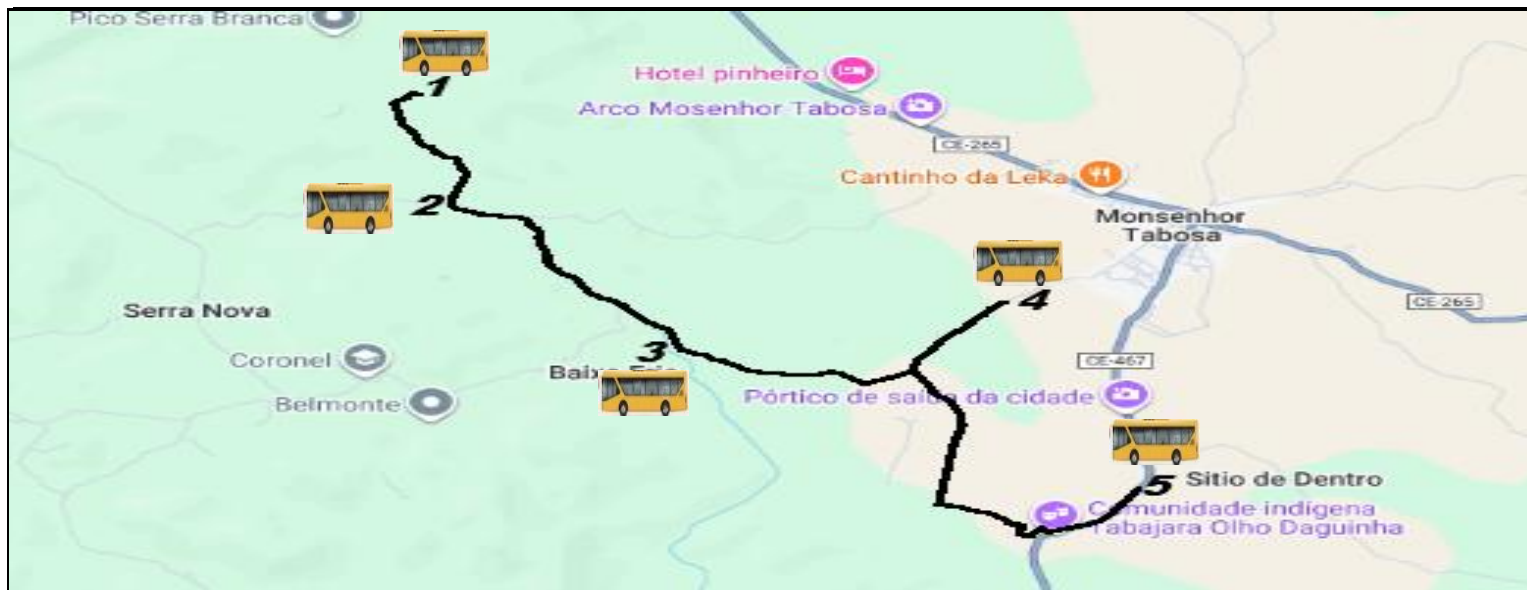 Pico Serra Branca
1
Hotel pinheiro
Arco Mosenhor Tabosa
CE-265
Cantinho da Leka
2
Monsenhor
Tabosa
4
CE-265
Serra Nova
3
Coronel
CE-467
Belmonte
Pórtico de saída da cidade
5
Sitio de Dentro
Comunidade indígena
Tabajara Olho Daguinha